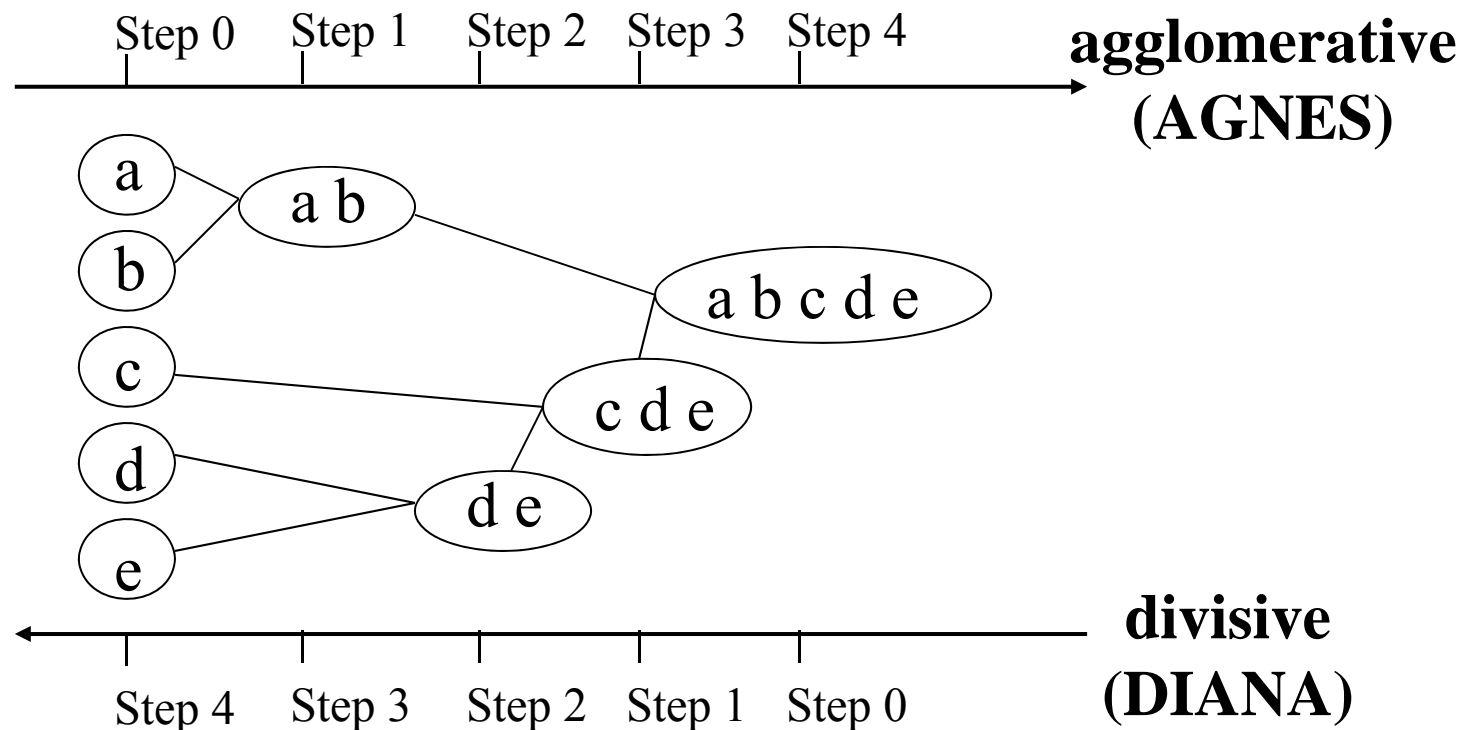 Step 0 Step 1 Step 2 Step 3 Step 4
agglomerative
(AGNES)
a
a b
b
a b c d e
c
c d e
d
d e
e
divisive
(DIANA)
Step 4 Step 3 Step 2 Step 1 Step 0